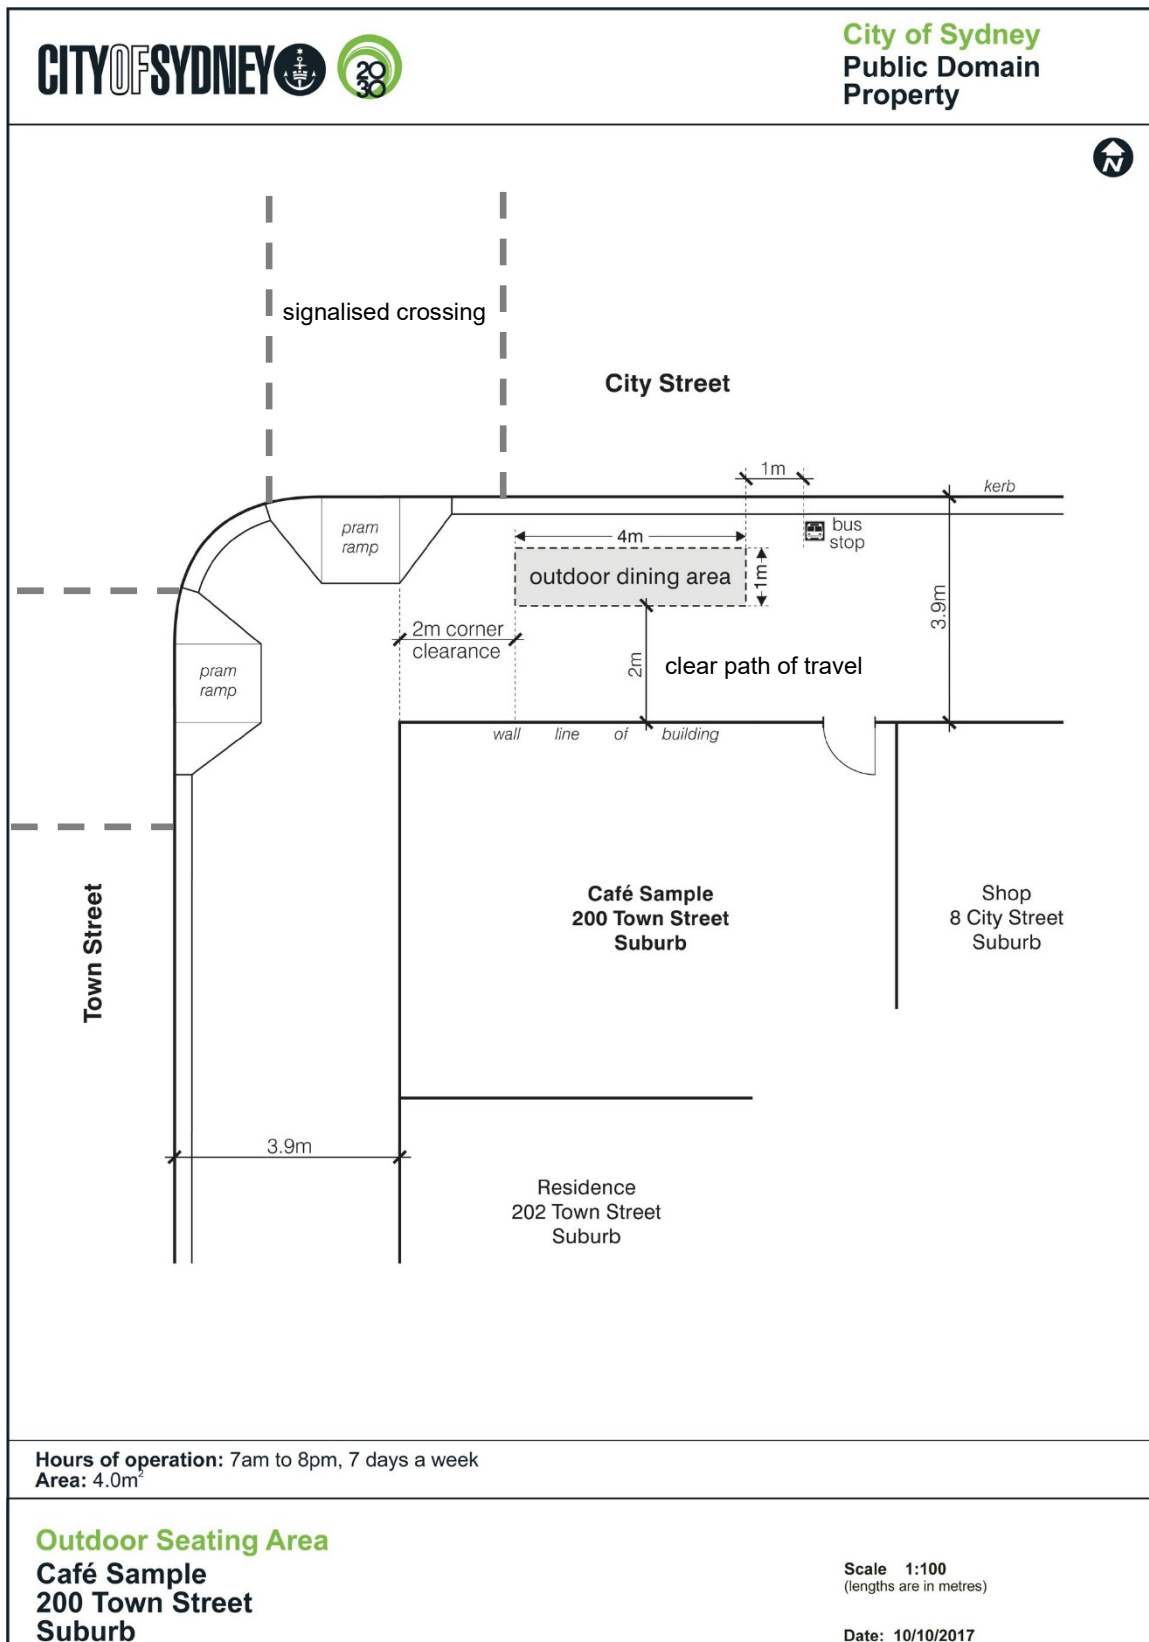 CITYOFSYDNEY
2030
City of Sydney
Public Domain
Property
N
signalised crossing
City Street
1m
kerb
pram
ramp
bus
stop
4m
outdoor dining area
1m
3.9m
2m corner
clearance
2m
clear path of travel
pram
ramp
wall line of building
Town Street
Café Sample
200 Town Street
Suburb
Shop
8 City Street
Suburb
3.9m
Residence
202 Town Street
Suburb
Hours of operation: 7am to 8pm, 7 days a week
Area: 4.0m²
Outdoor Seating Area
Café Sample
200 Town Street
Suburb
Scale 1:100
(lengths are in metres)
Date: 10/10/2017